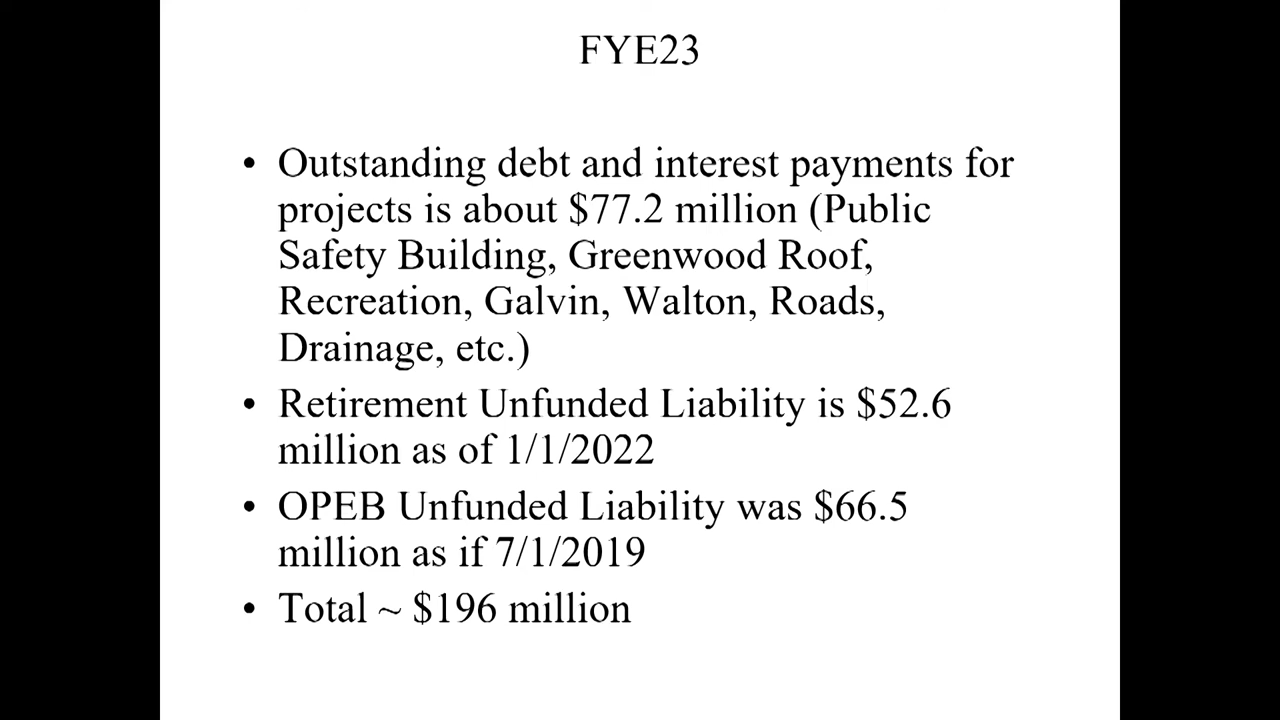 FYE23
• Outstanding debt and interest payments for
projects is about $77.2 million (Public
Safety Building, Greenwood Roof,
Recreation, Galvin, Walton, Roads,
Drainage, etc.)
• Retirement Unfunded Liability is $52.6
million as of 1/1/2022
• OPEB Unfunded Liability was $66.5
million as if 7/1/2019
• Total ~ $196 million